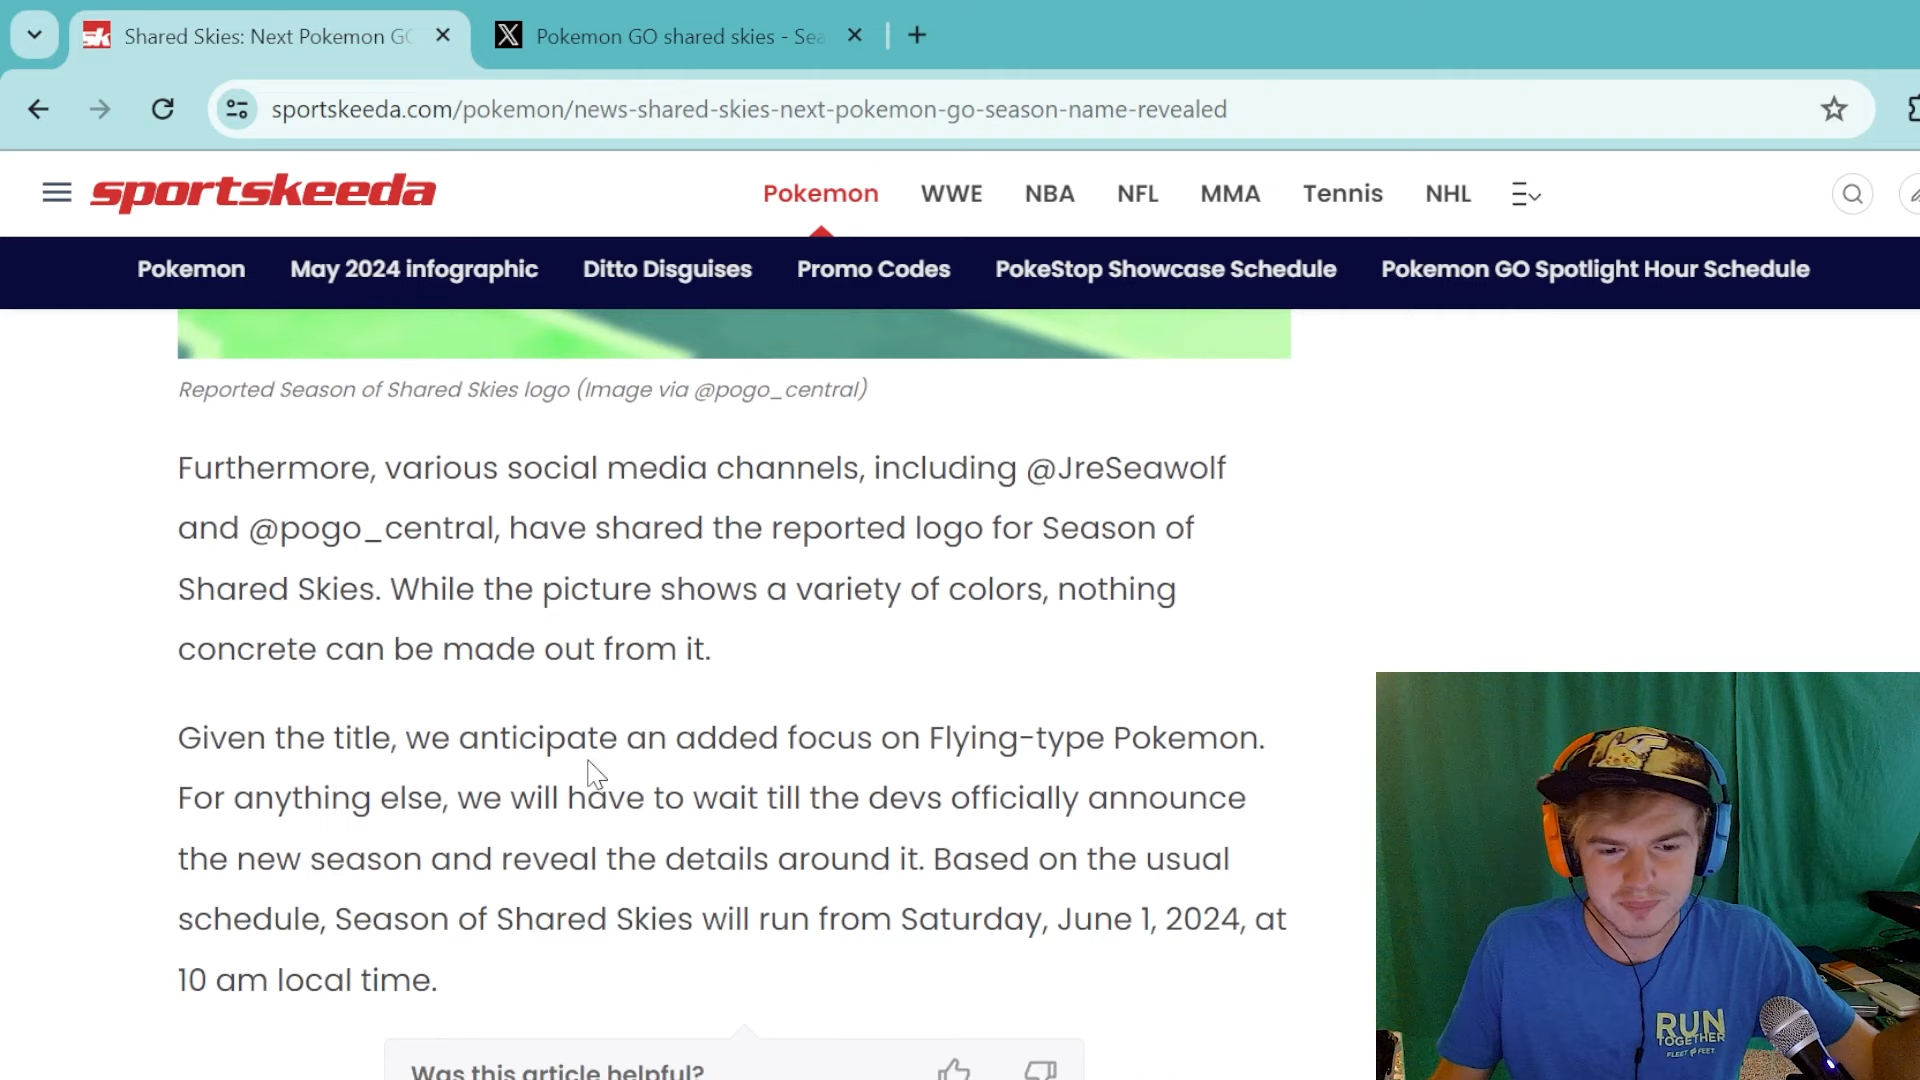 Shared Skies: Next Pokemon GO
Pokemon GO shared skies - Sea
sportskeeda.com/pokemon/news-shared-skies-next-pokemon-go-season-name-revealed
sportskeeda
Pokemon WWE NBA NFL MMA Tennis NHL
Pokemon May 2024 infographic Ditto Disguises Promo Codes PokeStop Showcase Schedule Pokemon GO Spotlight Hour Schedule
Reported Season of Shared Skies logo (Image via @pogo_central)
Furthermore, various social media channels, including @JreSeawolf
and @pogo_central, have shared the reported logo for Season of
Shared Skies. While the picture shows a variety of colors, nothing
concrete can be made out from it.
Given the title, we anticipate an added focus on Flying-type Pokemon.
For anything else, we will have to wait till the devs officially announce
the new season and reveal the details around it. Based on the usual
schedule, Season of Shared Skies will run from Saturday, June 1, 2024, at
10 am local time.
Was this article helpful?
RUN
TOGETHER
FLEET FEET